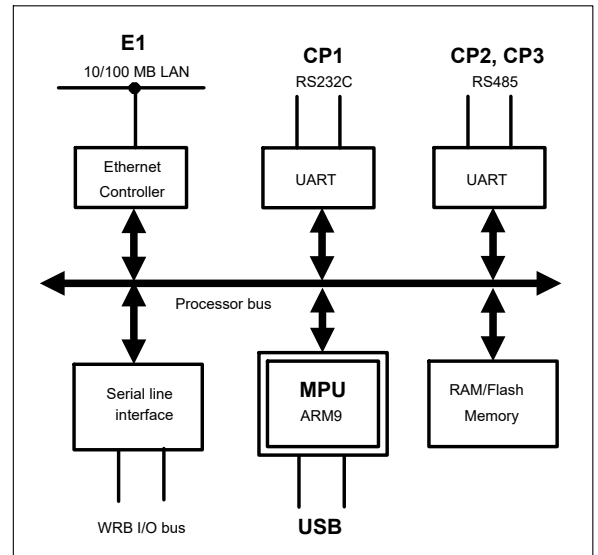 E1
10/100 MB LAN
CP1
RS232C
CP2, CP3
RS485
Ethernet
Controller
UART
UART
Processor bus
Serial line
interface
MPU
ARM9
RAM/Flash
Memory
WRB I/O bus
USB